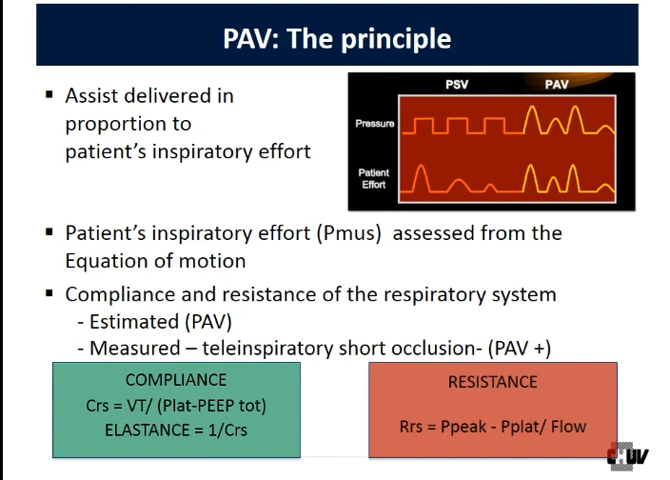 PAV: The principle
▪ Assist delivered in
proportion to
patient's inspiratory effort
PSV PAV
Pressure
Patient
Effort
▪ Patient's inspiratory effort (Pmus) assessed from the
Equation of motion
▪ Compliance and resistance of the respiratory system
- Estimated (PAV)
- Measured – teleinspiratory short occlusion- (PAV +)
COMPLIANCE
Crs = VT/ (Plat-PEEP tot)
ELASTANCE = 1/Crs
RESISTANCE
Rrs = Ppeak - Pplat/ Flow